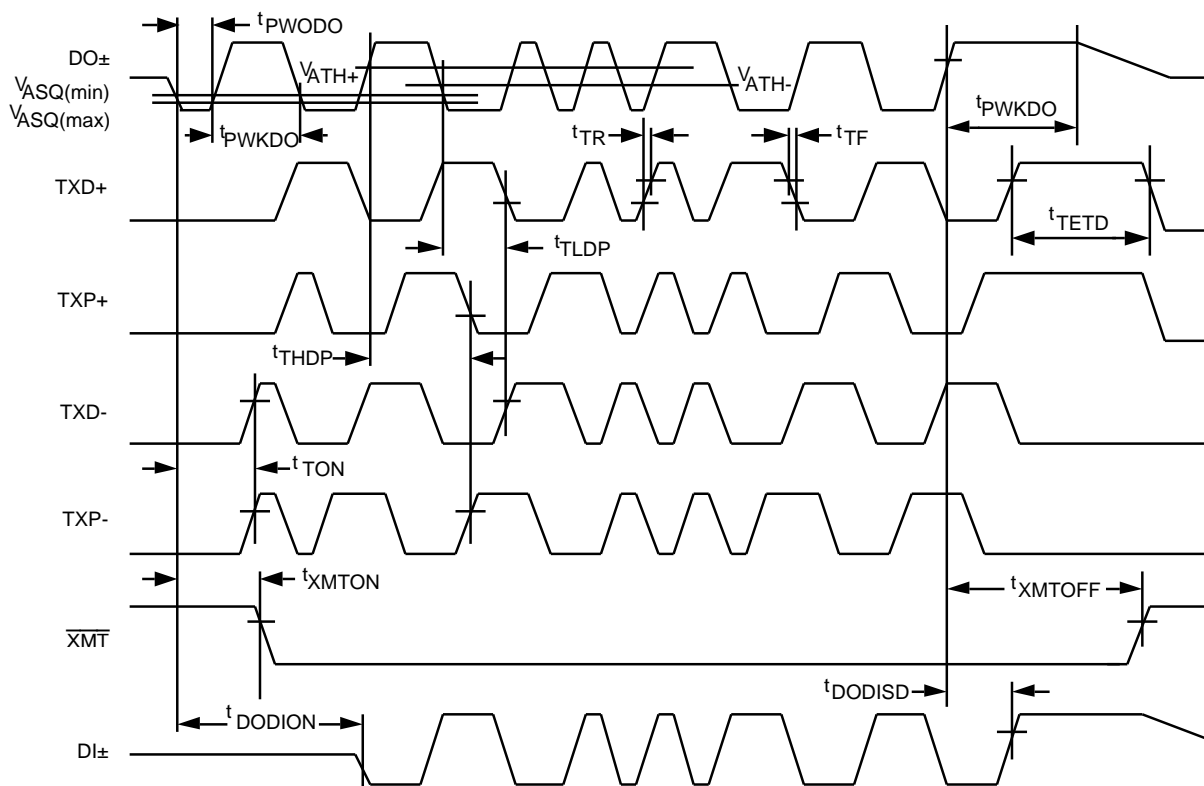 tPWODO
DO±
VATH+
VATH-
VASQ(min)
VASQ(max)
tPWKDO
tPWKDO
tTR
tTF
TXD+
tTETD
tTLDP
TXP+
tTHDP
TXD-
tTON
TXP-
tXMTON
tXMTOFF
XMT
tDODISD
tDODION
DI±